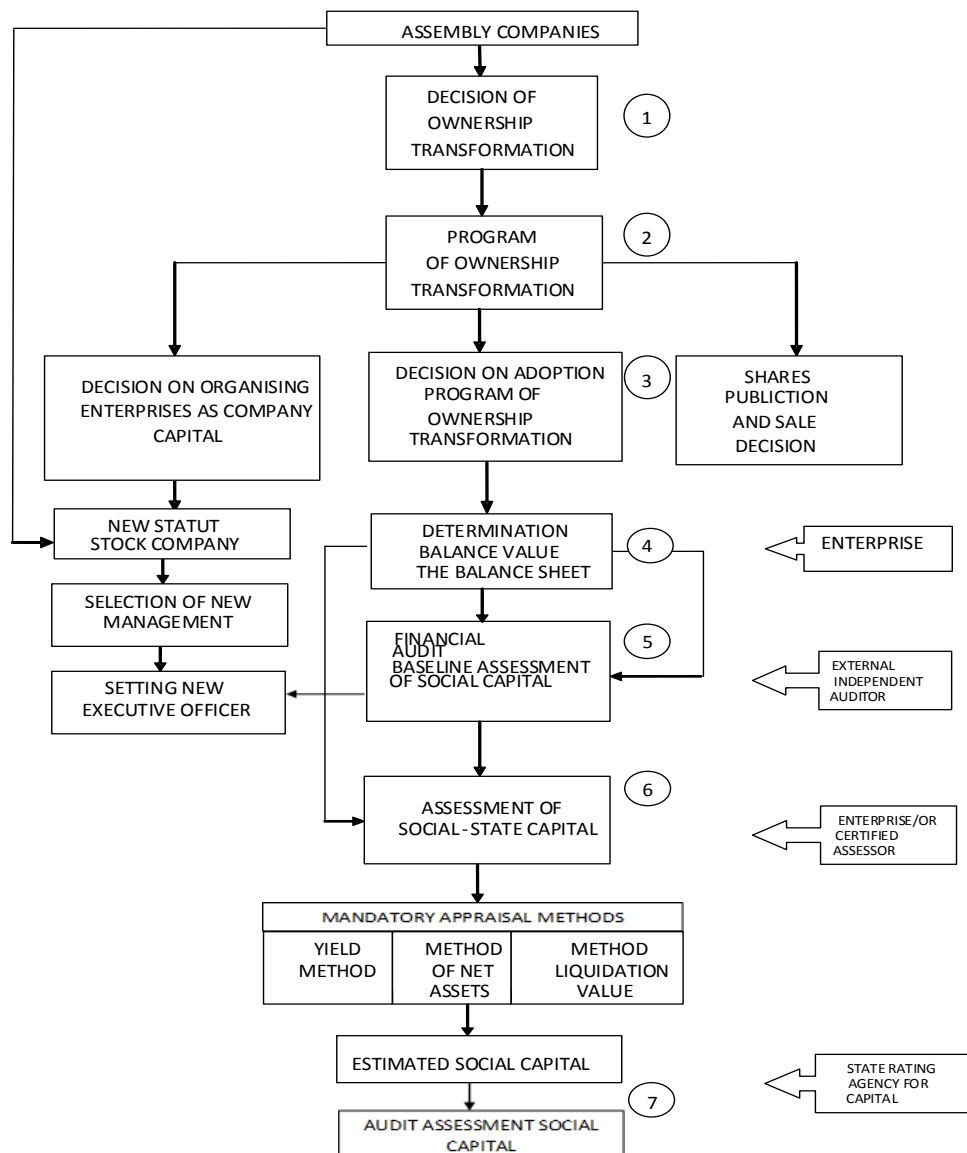 ASSEMBLY COMPANIES
DECISION OF
OWNERSHIP
TRANSFORMATION
1
PROGRAM
OF OWNERSHIP
TRANSFORMATION
2
DECISION ON ORGANISING
ENTERPRISES AS COMPANY
CAPITAL
DECISION ON ADOPTION
PROGRAM OF
OWNERSHIP
TRANSFORMATION
3
SHARES
PUBLICTION
AND SALE
DECISION
NEW STATUT
STOCK COMPANY
DETERMINATION
BALANCE VALUE
THE BALANCE SHEET
4
ENTERPRISE
SELECTION OF NEW
MANAGEMENT
FINANCIAL
AUDIT
BASELINE ASSESSMENT
OF SOCIAL CAPITAL
5
SETTING NEW
EXECUTIVE OFFICER
EXTERNAL
INDEPENDENT
AUDITOR
ASSESSMENT OF
SOCIAL-STATE CAPITAL
6
ENTERPRISE/OR
CERTIFIED
ASSESSOR
MANDATORY APPRAISAL METHODS
YIELD
METHOD
METHOD
OF NET
ASSETS
METHOD
LIQUIDATION
VALUE
ESTIMATED SOCIAL CAPITAL
STATE RATING
AGENCY FOR
CAPITAL
7
AUDIT ASSESSMENT SOCIAL
CAPITAL